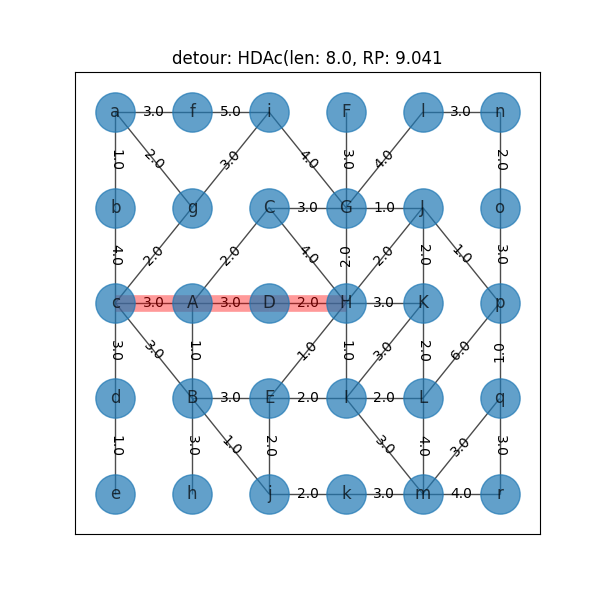 detour: HDAc(len: 8.0, RP: 9.041
a 3.0 f 5.0 i F l 3.0 n
1.0 2.0 3.0 4.0 3.0 4.0 2.0
b g C 3.0 G 1.0 J o
4.0 2.0 2.0 4.0 2.0 2.0 2.0 1.0 3.0
c 3.0 A 3.0 D 2.0 H 3.0 K p
3.0 3.0 1.0 1.0 1.0 3.0 2.0 6.0 1.0
d B 3.0 E 2.0 I 2.0 L q
1.0 3.0 1.0 2.0 3.0 4.0 3.0 3.0
e h j 2.0 k 3.0 m 4.0 r